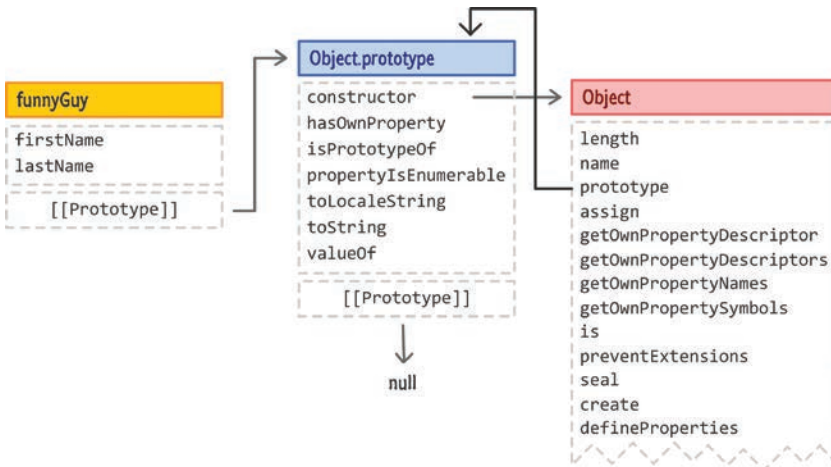 funnyGuy
firstName
lastName
[[Prototype]]
Object.prototype
constructor
hasOwnProperty
isPrototypeOf
propertyIsEnumerable
toLocaleString
toString
valueOf
[[Prototype]]
null
Object
length
name
prototype
assign
getOwnPropertyDescriptor
getOwnPropertyDescriptors
getOwnPropertyNames
getOwnPropertySymbols
is
preventExtensions
seal
create
defineProperties